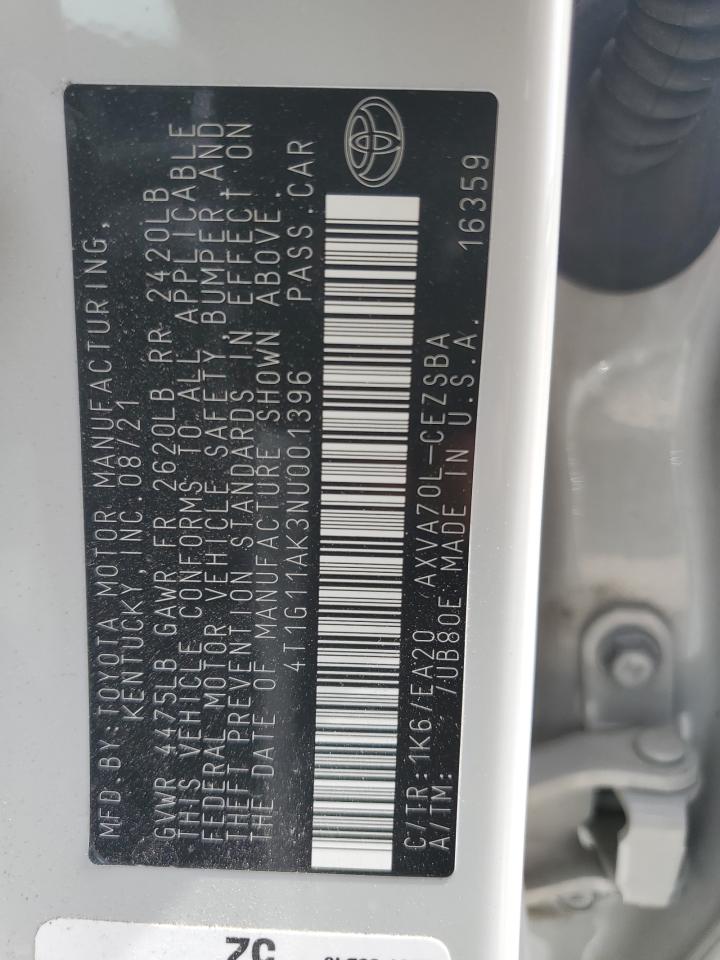 MFD.BY:TOYOTA MOTOR MANUFACTURING,
KENTUCKY, INC. 08/21
GVWR 4475LB GAWR FR 2620LB RR 2420LB
THIS VEHICLE CONFORMS TO ALL APPLICABLE
FEDERAL MOTOR VEHICLE SAFETY, BUMPER, AND
THEFT PREVENTION STANDARDS IN EFFECT ON
THE DATE OF MANUFACTURE SHOWN ABOVE.
4T1G11AK3NU001396 PASS.CAR
C/TR:1K6/EA20 AXVA70L-CEZSBA
A/TM: /UB80E MADE IN U.S.A. 16359
ZC